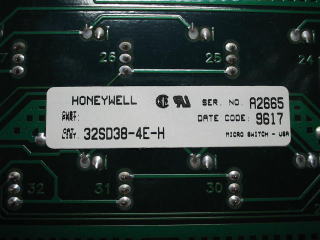 27
26
25
24
HONEYWELL
SER. NO. A2665
DATE CODE: 9617
CAT. 32SD38-4E-H
MICRO SWITCH - USA
32
31
30